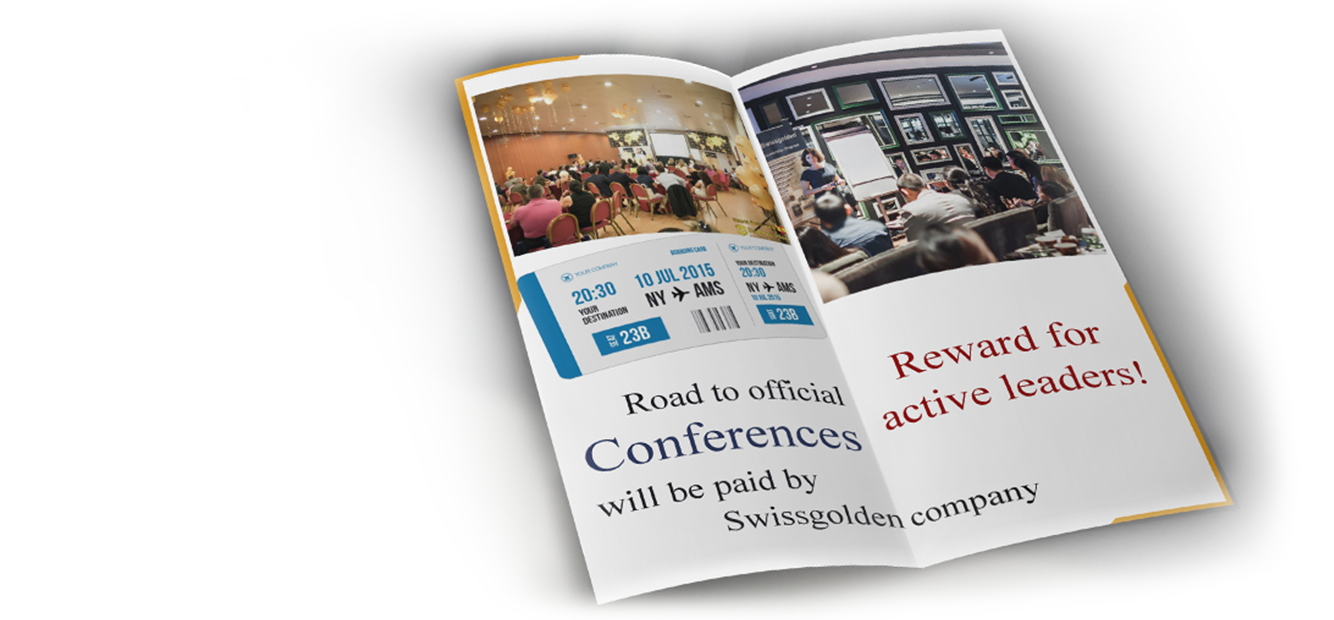 Swissgolden
BOARDING CARD
YOUR COMPANY
20:30
YOUR
DESTINATION
10 JUL 2015
NY AMS
23B
YOUR COMPANY
YOUR DESTINATION
20:30
NY AMS
10 JUL 2015
23B
Road to official
Conferences
will be paid by
Swissgolden company
Reward for
active leaders!